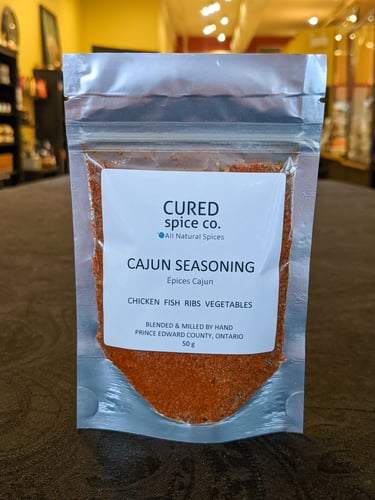 CURED
spice co.
All Natural Spices
CAJUN SEASONING
Épices Cajun
CHICKEN FISH RIBS VEGETABLES
BLENDED & MILLED BY HAND
PRINCE EDWARD COUNTY, ONTARIO
50 g